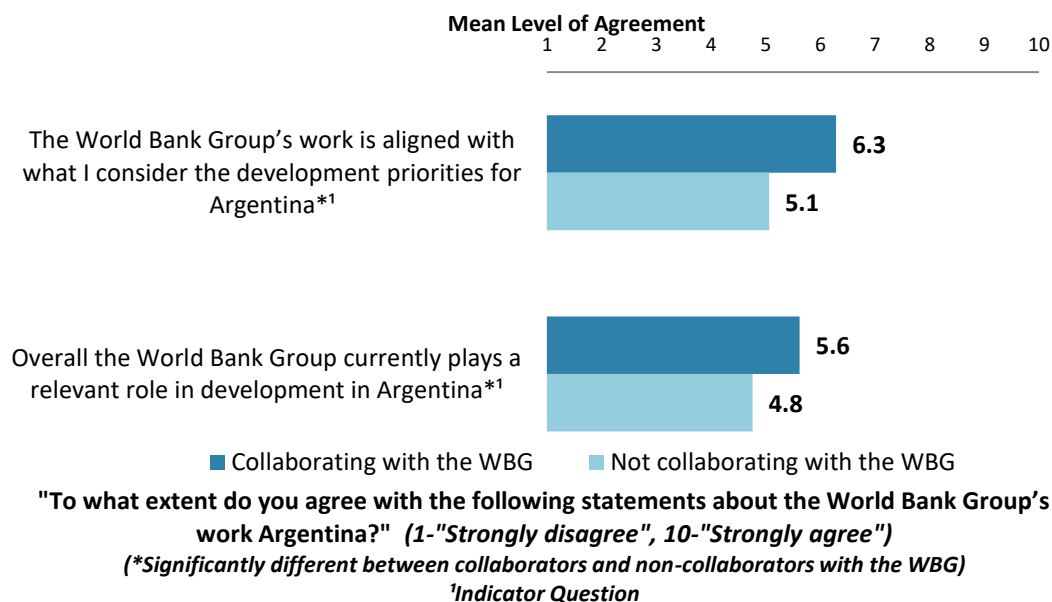 Mean Level of Agreement
1 2 3 4 5 6 7 8 9 10
The World Bank Group’s work is aligned with
what I consider the development priorities for
Argentina*¹
6.3
5.1
Overall the World Bank Group currently plays a
relevant role in development in Argentina*¹
5.6
4.8
Collaborating with the WBG Not collaborating with the WBG
"To what extent do you agree with the following statements about the World Bank Group’s
work Argentina?" (1-"Strongly disagree", 10-"Strongly agree")
(*Significantly different between collaborators and non-collaborators with the WBG)
¹Indicator Question